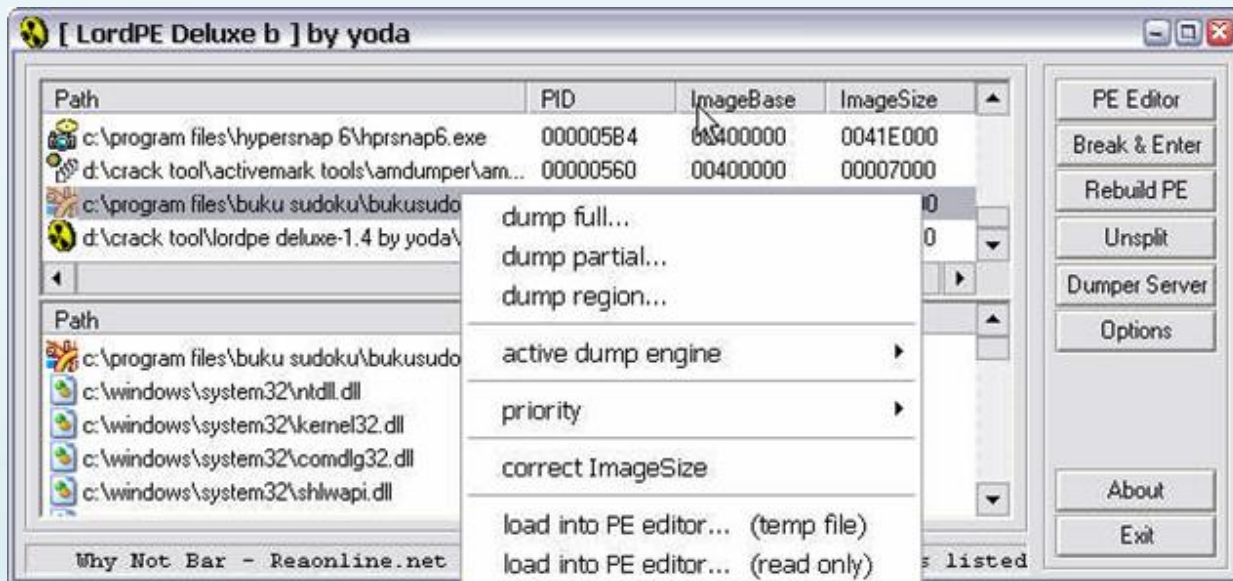 [ LordPE Deluxe b ] by yoda
Path PID ImageBase ImageSize
c:\program files\hypersnap 6\hprsnap6.exe 000005B4 00400000 0041E000
d:\crack tool\activemark tools\amdumper\am... 00000560 00400000 00007000
c:\program files\buku sudoku\bukusudo
d:\crack tool\lordpe deluxe-1.4 by yoda\
Path
c:\program files\buku sudoku\bukusudo
c:\windows\system32\ntdll.dll
c:\windows\system32\kernel32.dll
c:\windows\system32\comdlg32.dll
c:\windows\system32\shlwapi.dll
Why Not Bar - Reaonline.net
s listed
dump full...
dump partial...
dump region...
active dump engine
priority
correct ImageSize
load into PE editor... (temp file)
load into PE editor... (read only)
PE Editor
Break & Enter
Rebuild PE
Unsplit
Dumper Server
Options
About
Exit